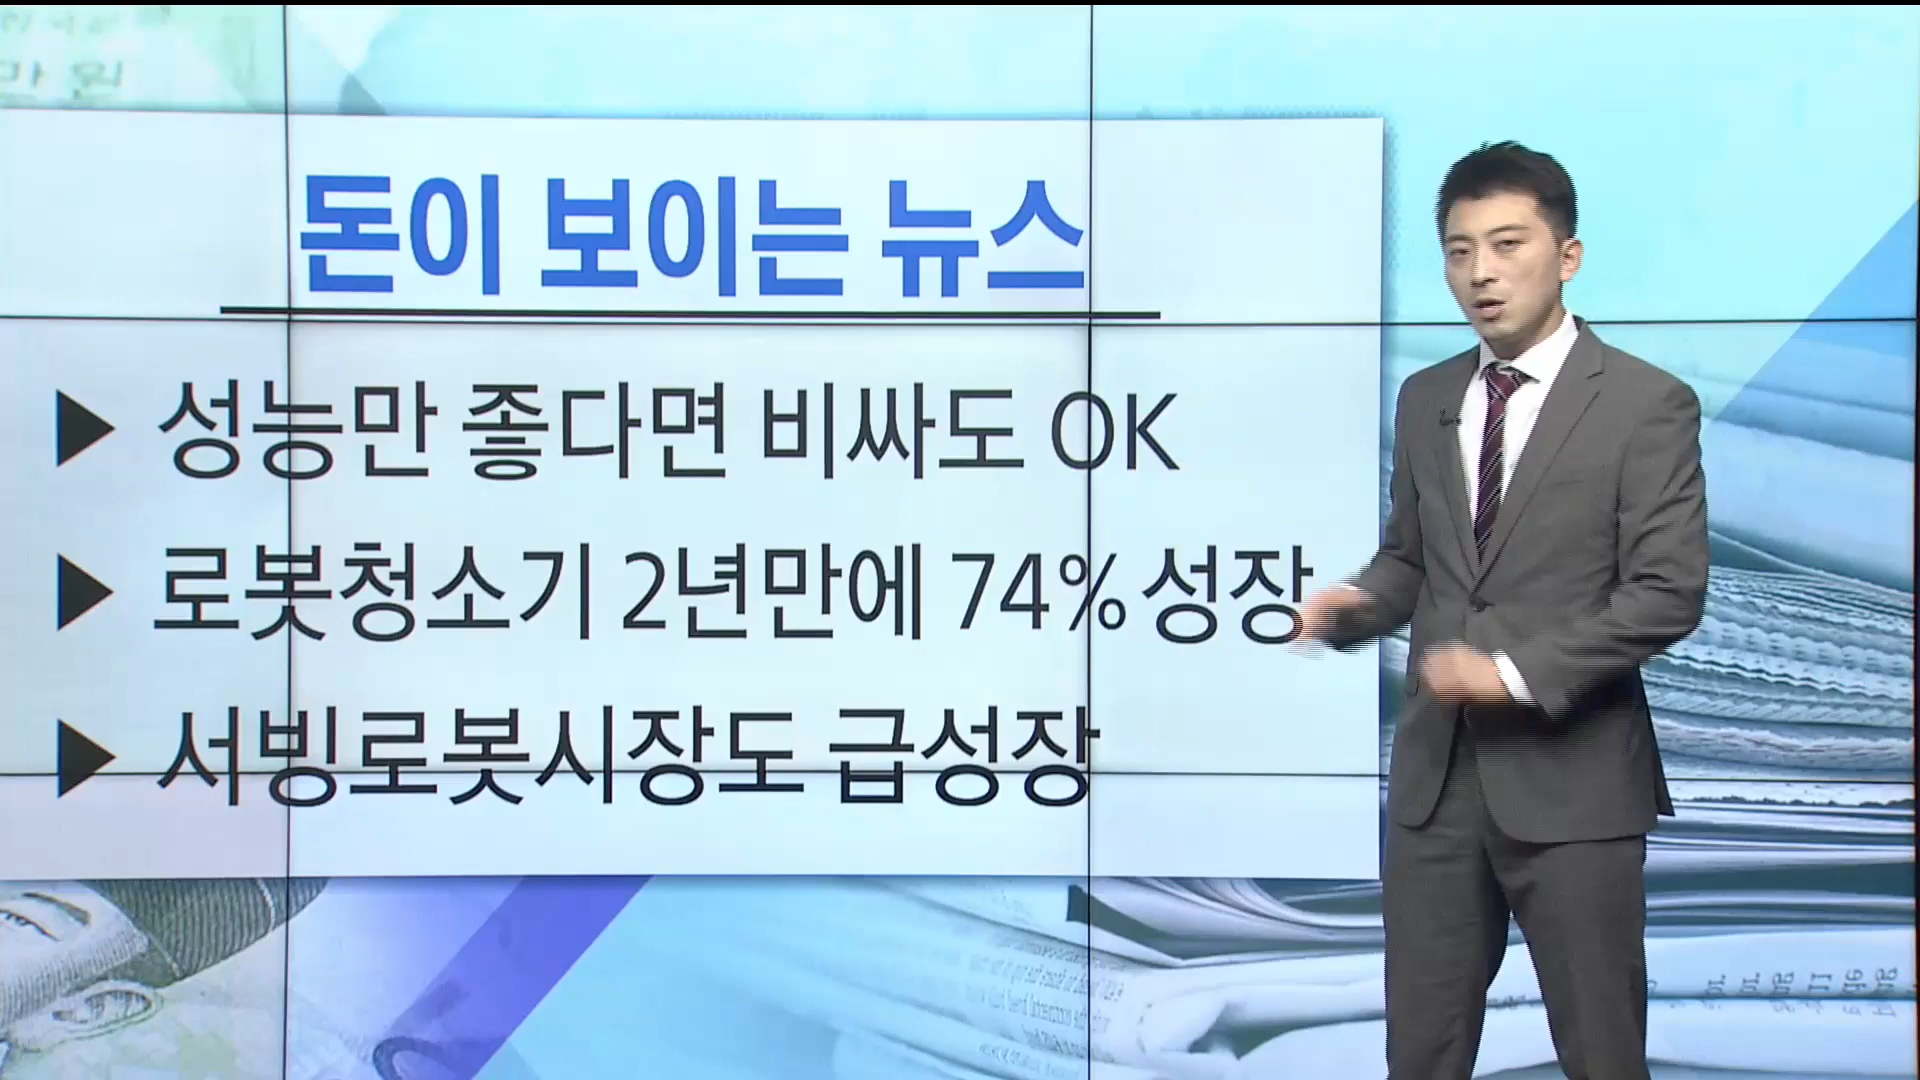 만 원
돈이 보이는 뉴스
▶ 성능만 좋다면 비싸도 OK
▶ 로봇청소기 2년만에 74% 성장
▶ 서빙로봇시장도 급성장